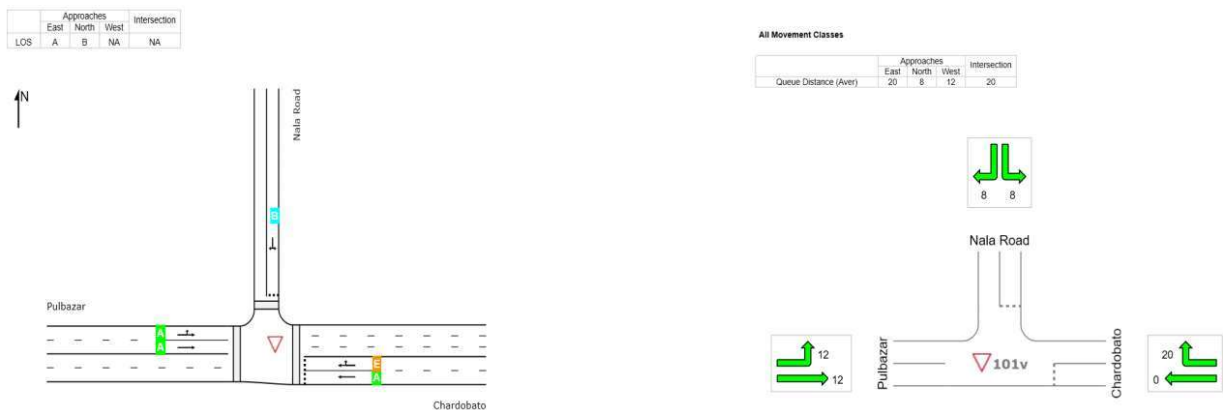 Approaches Intersection
East North West
LOS A B NA NA
N
Nala Road
B
Pulbazar
A
A
E
A
Chardobato
All Movement Classes
Approaches Intersection
East North West
Queue Distance (Aver) 20 8 12 20
8 8
Nala Road
12
12
Pulbazar
101v
Chardobato
20
0